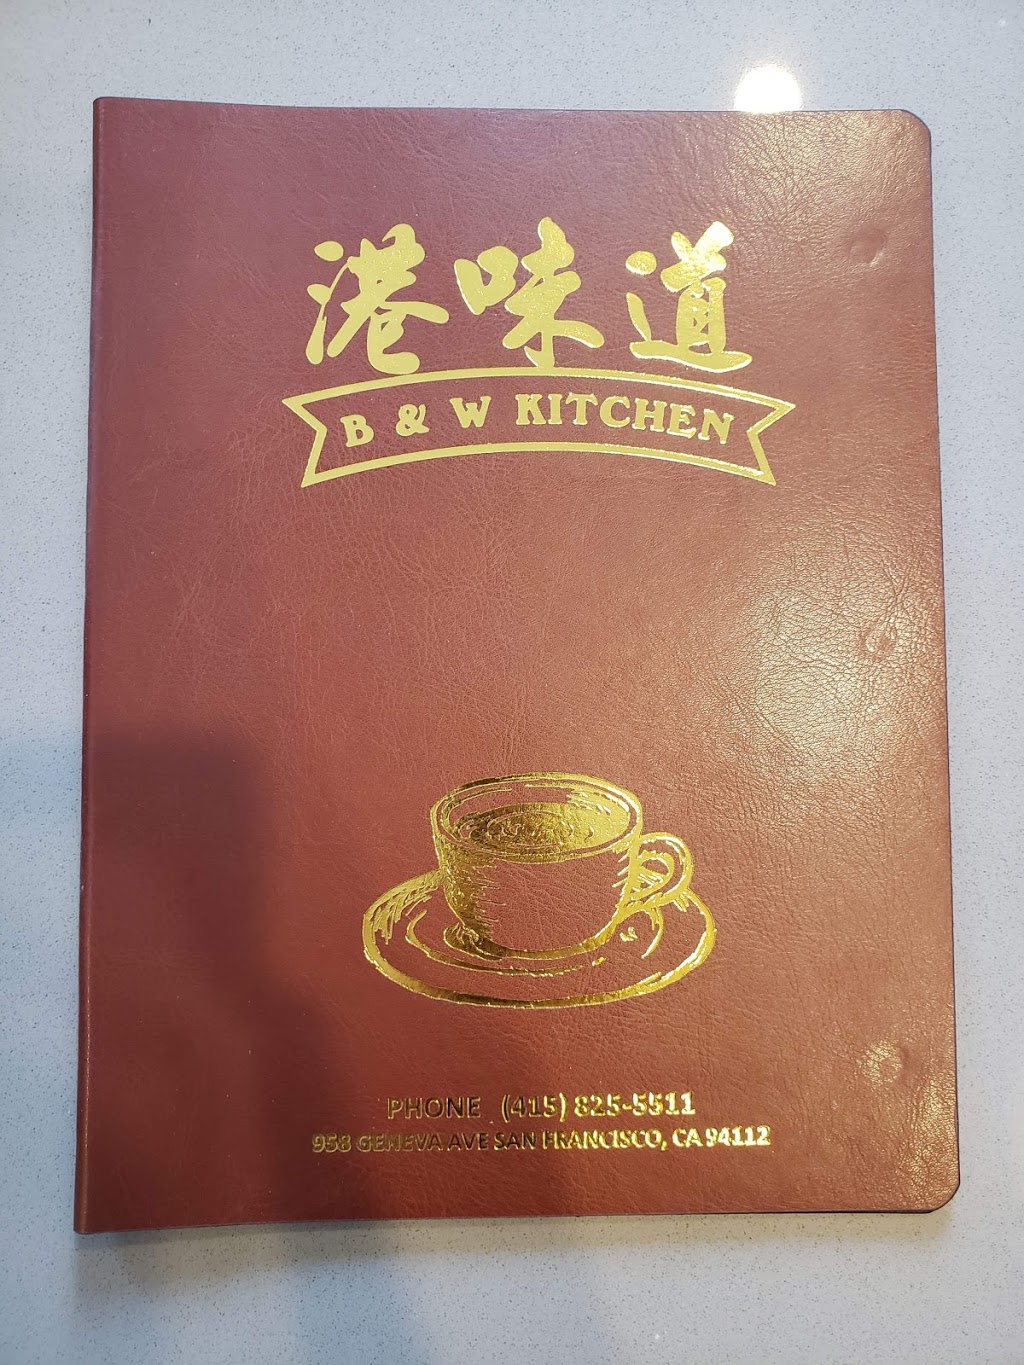 港味道
B & W KITCHEN
PHONE (415) 825-5511
958 GENEVA AVE SAN FRANCISCO, CA 94112